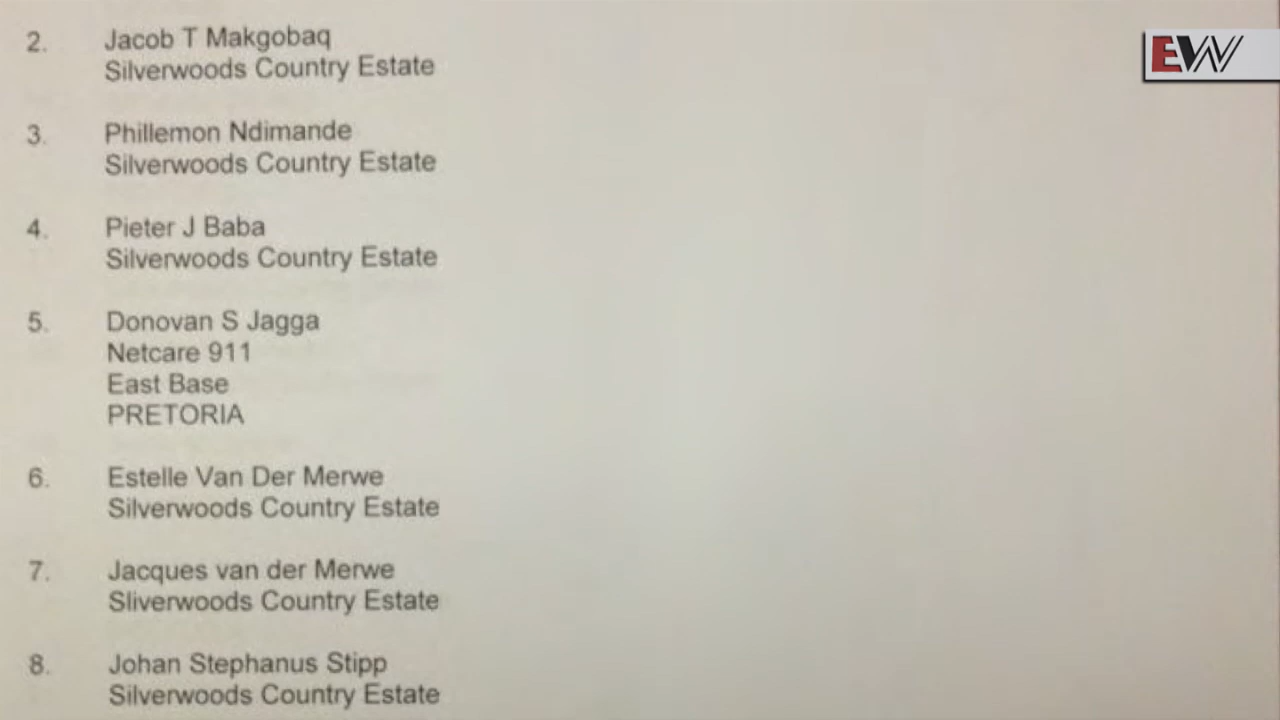 EWN
2. Jacob T Makgobaq
Silverwoods Country Estate
3. Phillemon Ndimande
Silverwoods Country Estate
4. Pieter J Baba
Silverwoods Country Estate
5. Donovan S Jagga
Netcare 911
East Base
PRETORIA
6. Estelle Van Der Merwe
Silverwoods Country Estate
7. Jacques van der Merwe
Sliverwoods Country Estate
8. Johan Stephanus Stipp
Silverwoods Country Estate